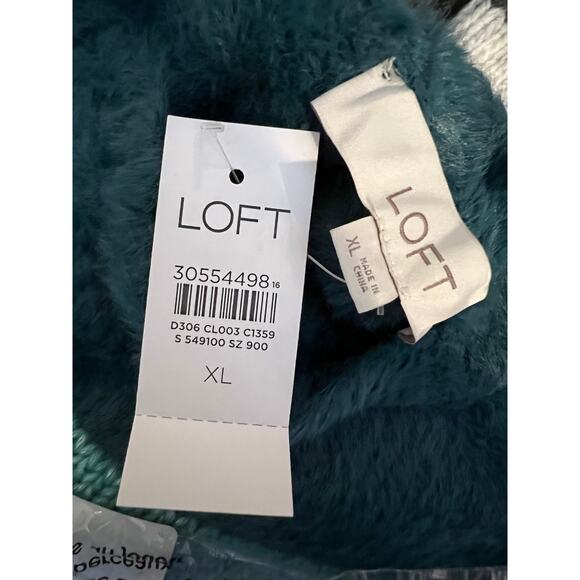 LOFT
30554498 16
D306 CL003 C1359
S 549100 SZ 900
XL
LOFT
XL
MADE IN
CHINA